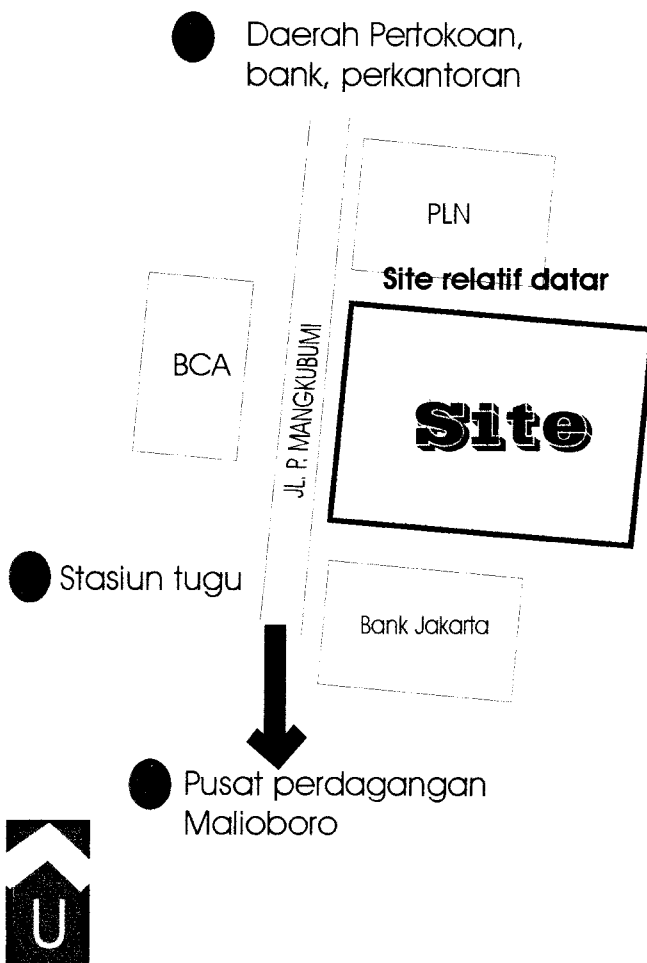 Daerah Pertokoan,
bank, perkantoran
PLN
Site relatif datar
BCA
JL. P. MANGKUBUMI
Site
Stasiun tugu
Bank Jakarta
Pusat perdagangan
Malioboro
U